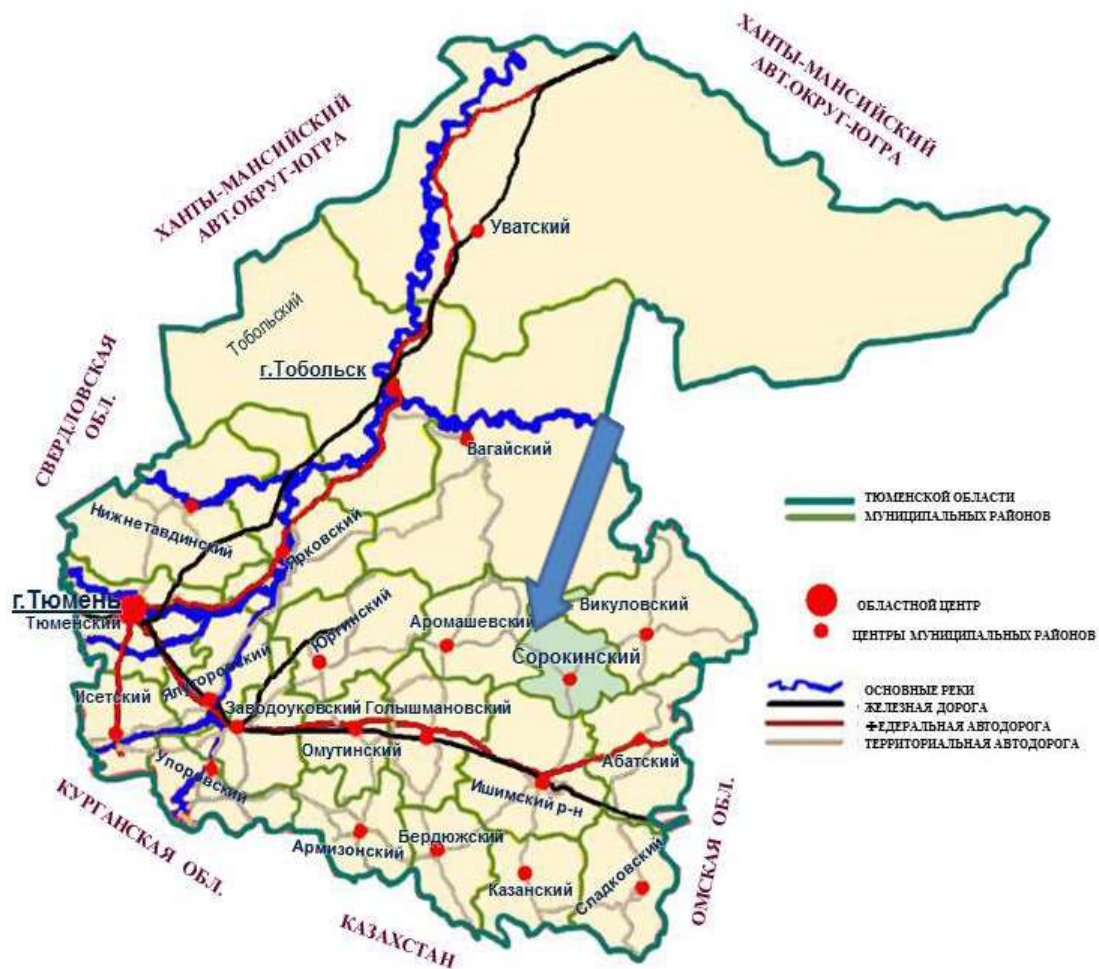 ХАНТЫ-МАНСИЙСКИЙ
АВТ.ОКРУГ-ЮГРА
ХАНТЫ-МАНСИЙСКИЙ
АВТ.ОКРУГ-ЮГРА
Уватский
Тобольский
г.Тобольск
СВЕРДЛОВСКАЯ
ОБЛ.
Вагайский
Нижнетавдинский
Ярковский
г.Тюмень
Тюменский
Юргинский
Аромашевский
Викуловский
Сорокинский
Исетский
Ялуторовский
Заводоуковский
Голышмановский
Омутинский
Упоровский
Абатский
Ишимский р-н
Армизонский
Бердюжский
Казанский
Сладковский
КУРГАНСКАЯ ОБЛ.
КАЗАХСТАН
ОМСКАЯ ОБЛ.
ТЮМЕНСКОЙ ОБЛАСТИ
МУНИЦИПАЛЬНЫХ РАЙОНОВ
ОБЛАСТНОЙ ЦЕНТР
ЦЕНТРЫ МУНИЦИПАЛЬНЫХ РАЙОНОВ
ОСНОВНЫЕ РЕКИ
ЖЕЛЕЗНАЯ ДОРОГА
ФЕДЕРАЛЬНАЯ АВТОДОРОГА
ТЕРРИТОРИАЛЬНАЯ АВТОДОРОГА